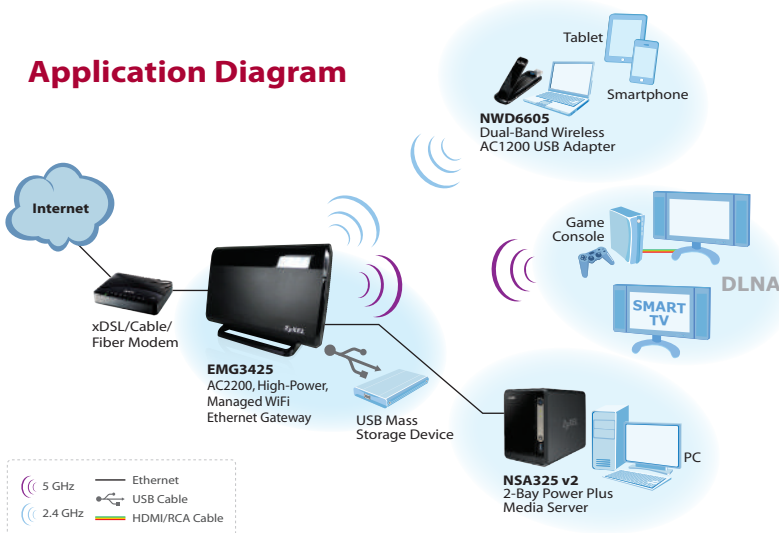 Application Diagram
Tablet
Smartphone
NWD6605
Dual-Band Wireless
AC1200 USB Adapter
Internet
Game
Console
DLNA
SMART
TV
xDSL/Cable/
Fiber Modem
ZyXEL
EMG3425
AC2200, High-Power,
Managed WiFi
Ethernet Gateway
USB Mass
Storage Device
ZyXEL
PC
NSA325 v2
2-Bay Power Plus
Media Server
5 GHz
Ethernet
USB Cable
2.4 GHz
HDMI/RCA Cable